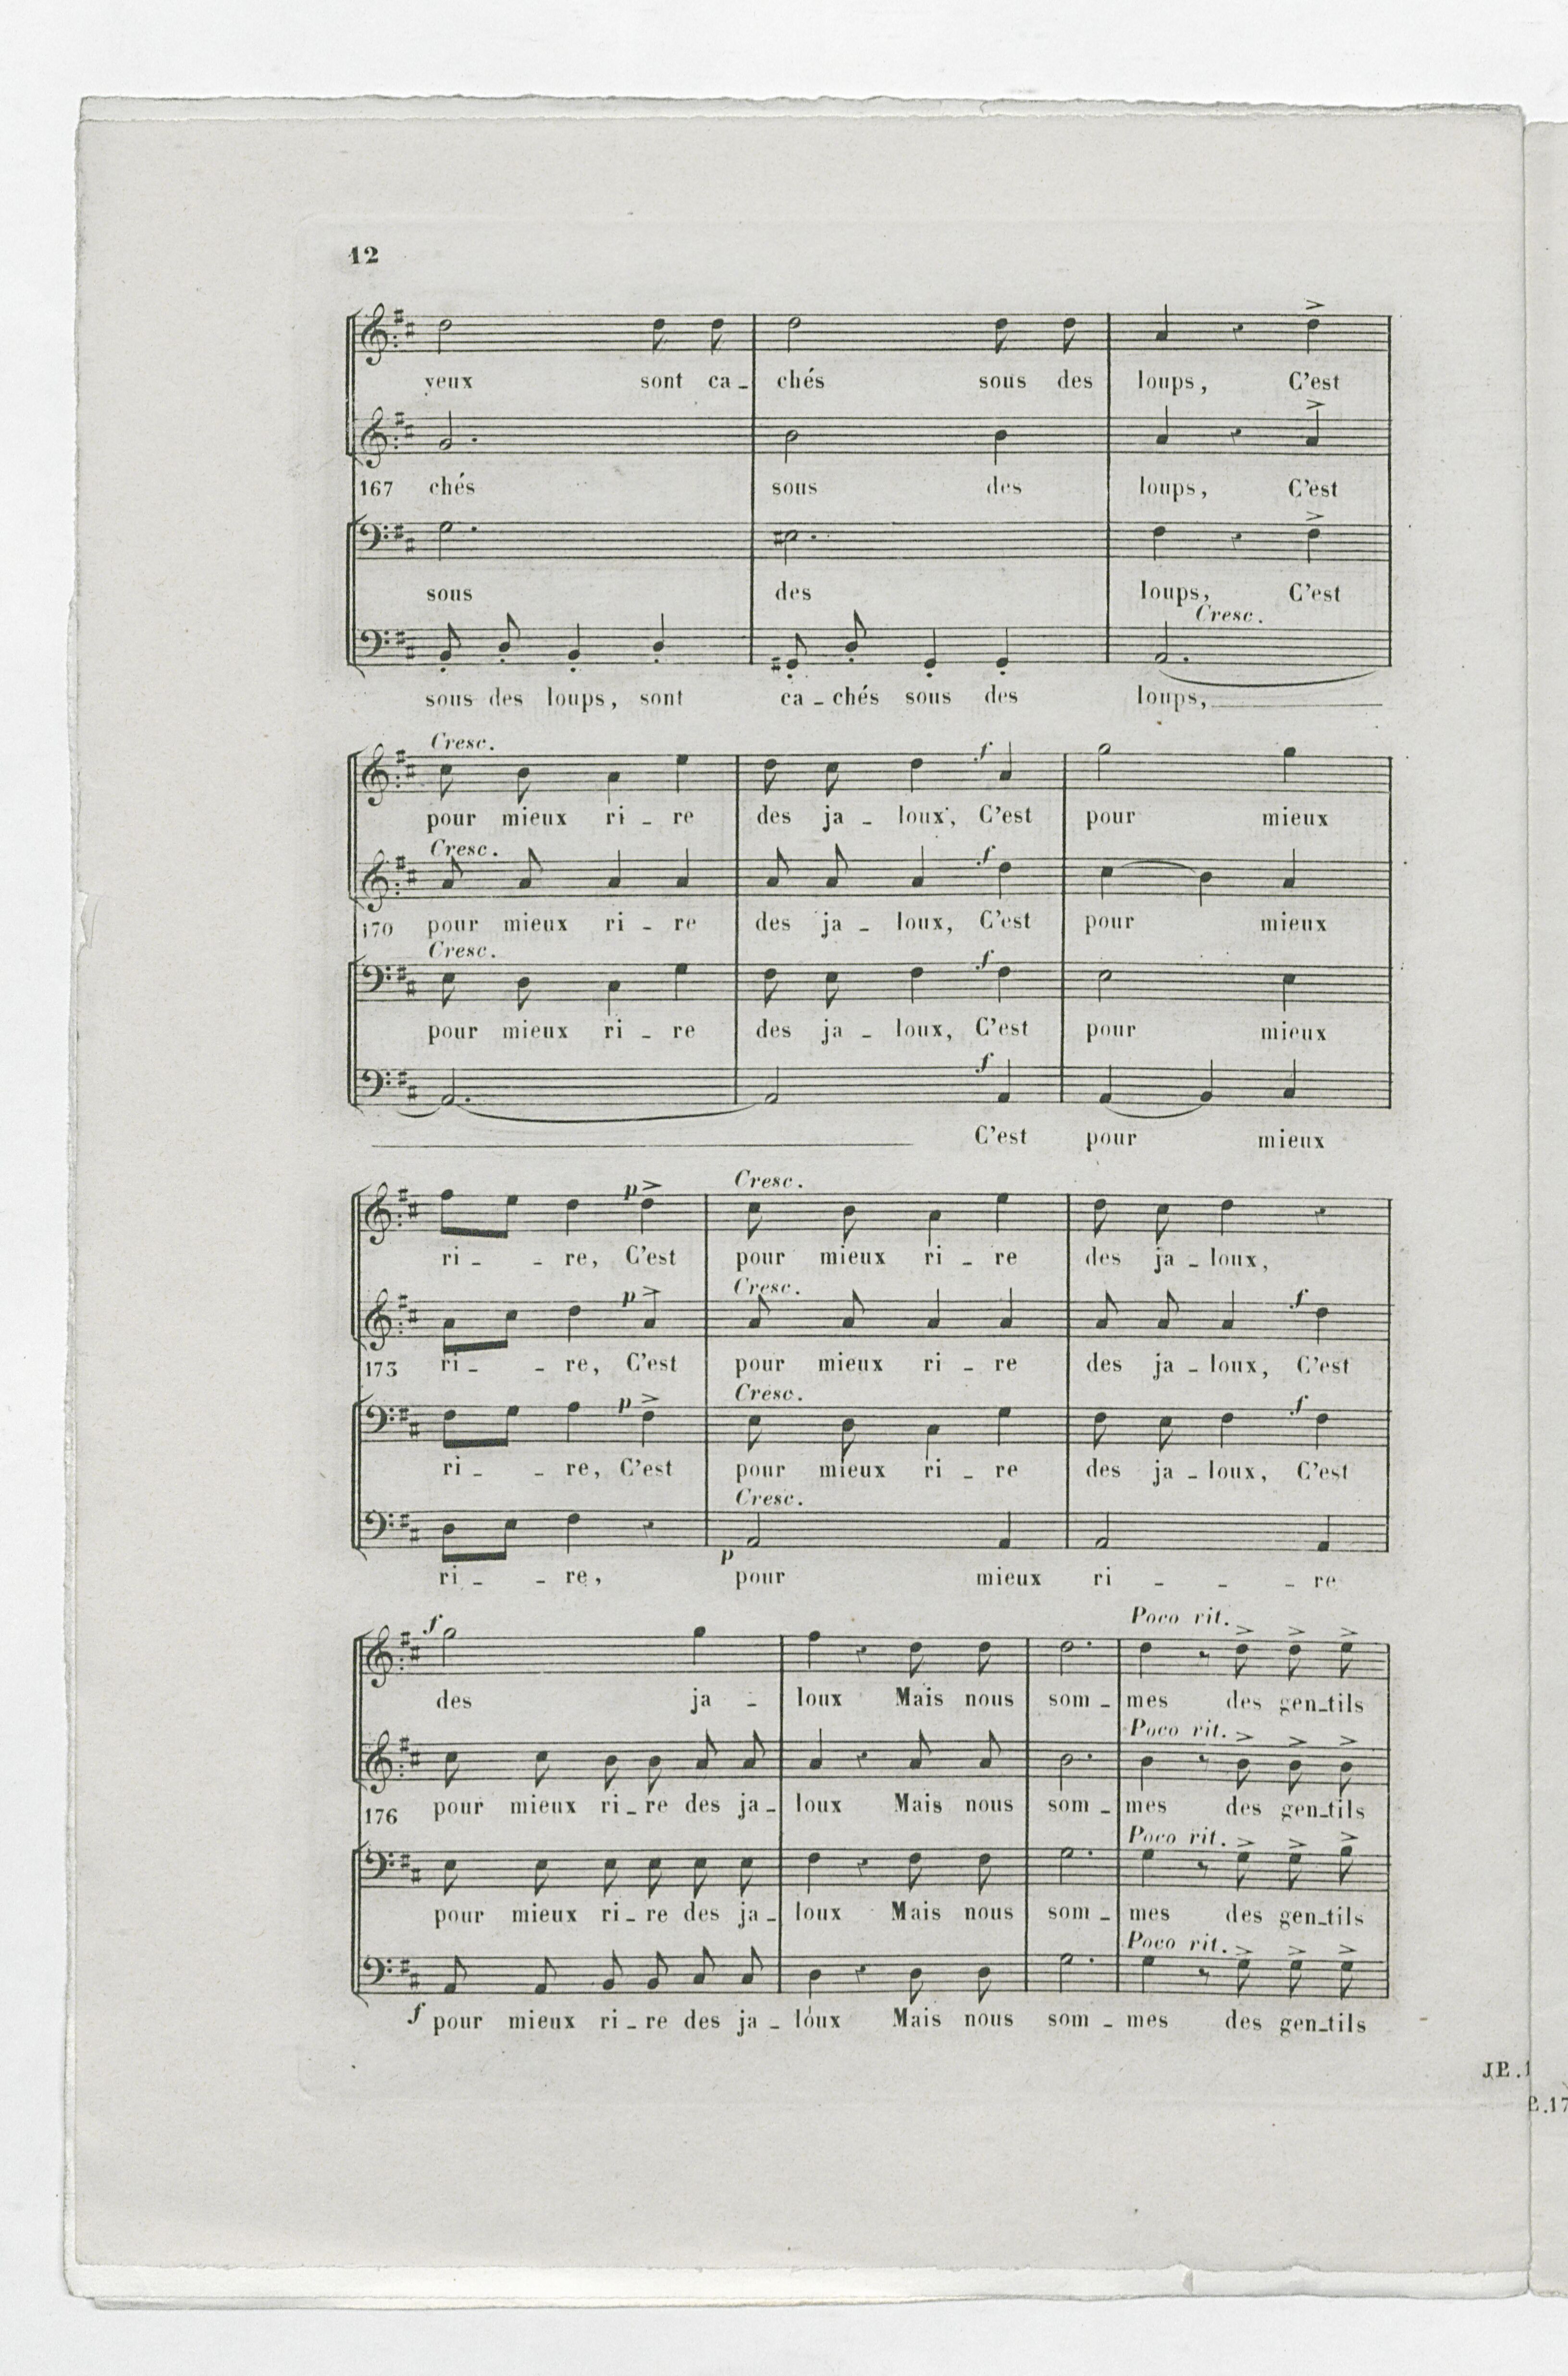 12
yeux sont ca_ chés sous des loups, C'est
167 chés sous des loups, C'est
sous des loups, C'est
Cresc.
sous des loups, sont ca_chés sous des loups,
Cresc.
pour mieux ri_re des ja_loux, C'est pour mieux
f
Cresc.
f
170 pour mieux ri_re des ja_loux, C'est pour mieux
Cresc.
f
pour mieux ri_re des ja_loux, C'est pour mieux
f
C'est pour mieux
p Cresc.
ri_ _re, C'est pour mieux ri_re des ja_loux,
p Cresc. f
173 ri_ _re, C'est pour mieux ri_re des ja_loux, C'est
p Cresc. f
ri_ _re, C'est pour mieux ri_re des ja_loux, C'est
Cresc.
p
ri_ _re, pour mieux ri_ _ _re
f Poco rit.
des ja_ loux Mais nous som_mes des gen_tils
Poco rit.
176 pour mieux ri_re des ja_loux Mais nous som_mes des gen_tils
Poco rit.
pour mieux ri_re des ja_loux Mais nous som_mes des gen_tils
Poco rit.
f pour mieux ri_re des ja_loux Mais nous som_mes des gen_tils